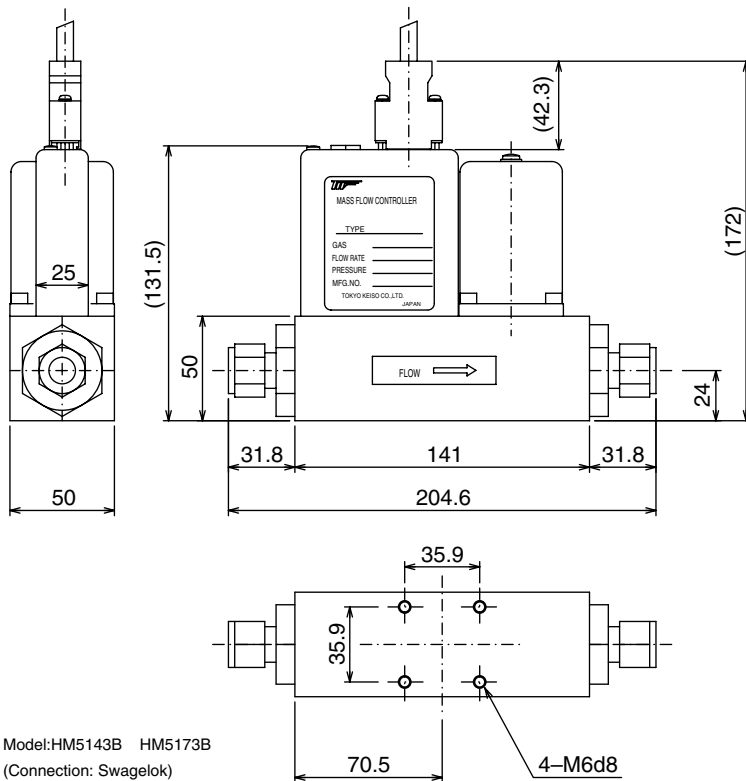 (42.3)
(172)
(131.5)
MASS FLOW CONTROLLER
TYPE
GAS
FLOW RATE
PRESSURE
MFG.NO.
TOKYO KEISO CO.,LTD.
JAPAN
25
50
FLOW
24
31.8
141
31.8
50
204.6
35.9
35.9
Model:HM5143B HM5173B
(Connection: Swagelok)
70.5
4–M6d8